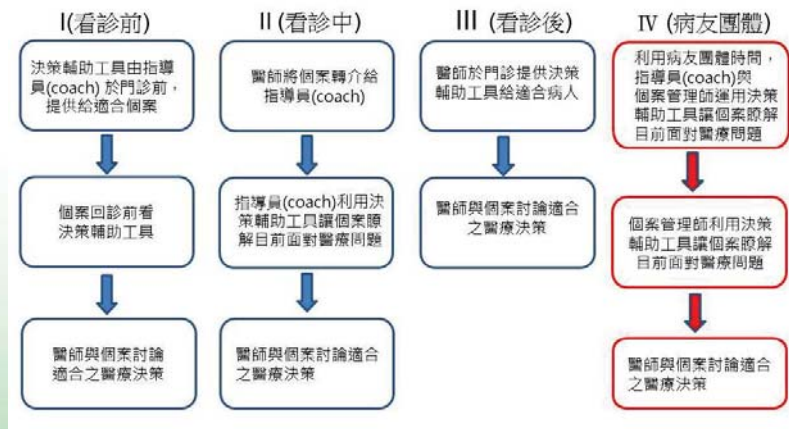 I(看診前)
決策輔助工具由指導
員(coach) 於門診前，
提供給適合個案
個案回診前看
決策輔助工具
醫師與個案討論
適合之醫療決策
II (看診中)
醫師將個案轉介給
指導員(coach)
指導員(coach)利用決
策輔助工具讓個案瞭
解目前面對醫療問題
醫師與個案討論適合
之醫療決策
III (看診後)
醫師於門診提供決策
輔助工具給適合病人
醫師與個案討論適合
之醫療決策
IV (病友團體)
利用病友團體時間，
指導員(coach)與
個案管理師運用決策
輔助工具讓個案瞭解
目前面對醫療問題
個案管理師利用決策
輔助工具讓個案瞭解
目前面對醫療問題
醫師與個案討論適合
之醫療決策